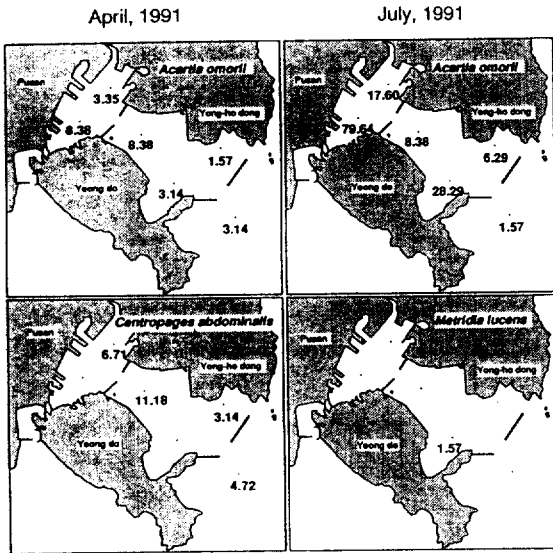 April, 1991
July, 1991
Pusan
Acartia omorii
3.35
Yong-ho dong
8.38
8.38
1.57
Yeong do
3.14
3.14
Pusan
Acartia omorii
17.60
Yong-ho dong
79.64
8.38
6.29
Yeong do
28.29
1.57
Pusan
Centropages abdominalis
6.71
Yong-ho dong
11.18
3.14
Yeong do
4.72
Pusan
Metridia lucens
Yong-ho dong
Yeong do
1.57